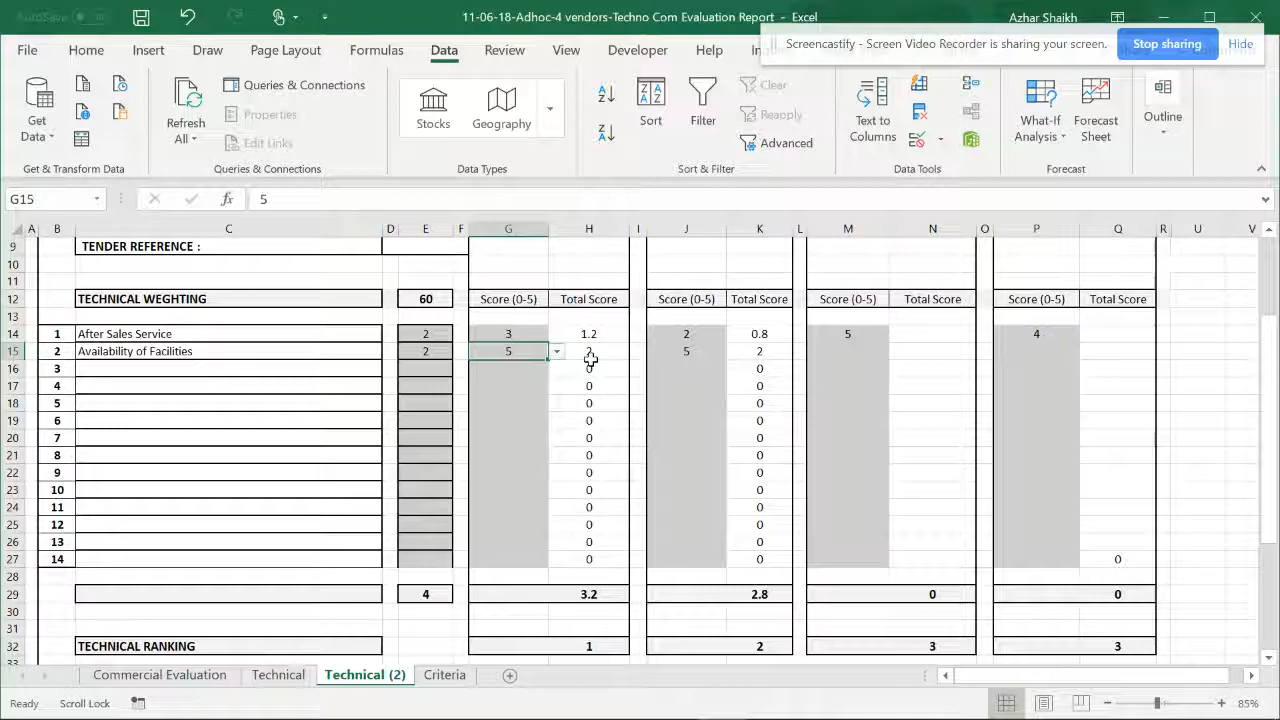 AutoSave
11-06-18-Adhoc-4 vendors-Techno Com Evaluation Report - Excel
Azhar Shaikh
File Home Insert Draw Page Layout Formulas Data Review View Developer Help
Screencastify - Screen Video Recorder is sharing your screen. Stop sharing Hide
Get Data
Refresh All
Queries & Connections
Properties
Edit Links
Stocks Geography
Sort Filter
Clear
Reapply
Advanced
Text to Columns
What-If Analysis
Forecast Sheet
Outline
Get & Transform Data Queries & Connections Data Types Sort & Filter Data Tools Forecast
G15 fx 5
A B C D E F G H I J K L M N O P Q R U V
9 TENDER REFERENCE :
10
11
12 TECHNICAL WEGHTING 60 Score (0-5) Total Score Score (0-5) Total Score Score (0-5) Total Score Score (0-5) Total Score
13
14 1 After Sales Service 2 3 1.2 2 0.8 5 4
15 2 Availability of Facilities 2 5 2 5 2
16 3 0 0
17 4 0 0
18 5 0 0
19 6 0 0
20 7 0 0
21 8 0 0
22 9 0 0
23 10 0 0
24 11 0 0
25 12 0 0
26 13 0 0
27 14 0 0 0
28
29 4 3.2 2.8 0 0
30
31
32 TECHNICAL RANKING 1 2 3 3
Commercial Evaluation Technical Technical (2) Criteria
Ready Scroll Lock 85%